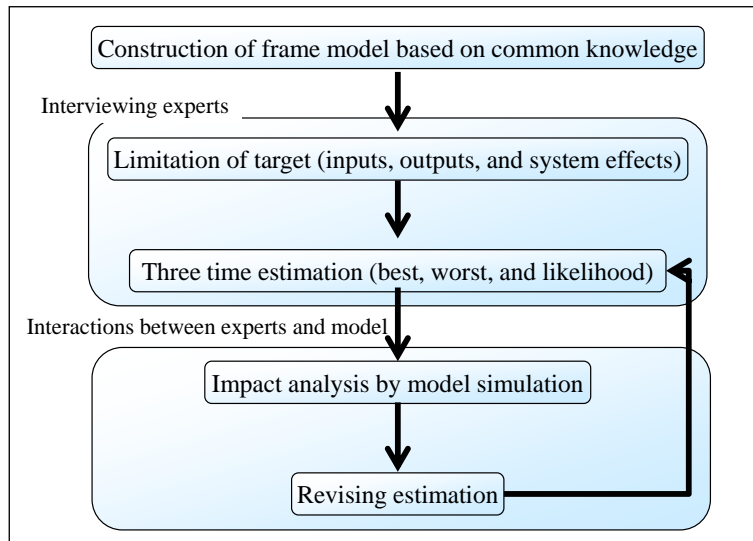 Construction of frame model based on common knowledge
Interviewing experts
Limitation of target (inputs, outputs, and system effects)
Three time estimation (best, worst, and likelihood)
Interactions between experts and model
Impact analysis by model simulation
Revising estimation